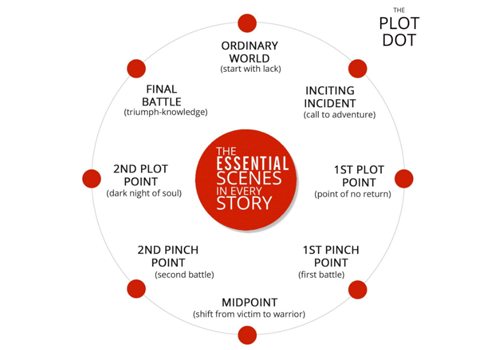 THE
PLOT
DOT
ORDINARY
WORLD
(start with lack)
INCITING
INCIDENT
(call to adventure)
1ST PLOT
POINT
(point of no return)
1ST PINCH
POINT
(first battle)
MIDPOINT
(shift from victim to warrior)
2ND PINCH
POINT
(second battle)
2ND PLOT
POINT
(dark night of soul)
FINAL
BATTLE
(triumph-knowledge)
THE
ESSENTIAL
SCENES
IN EVERY
STORY